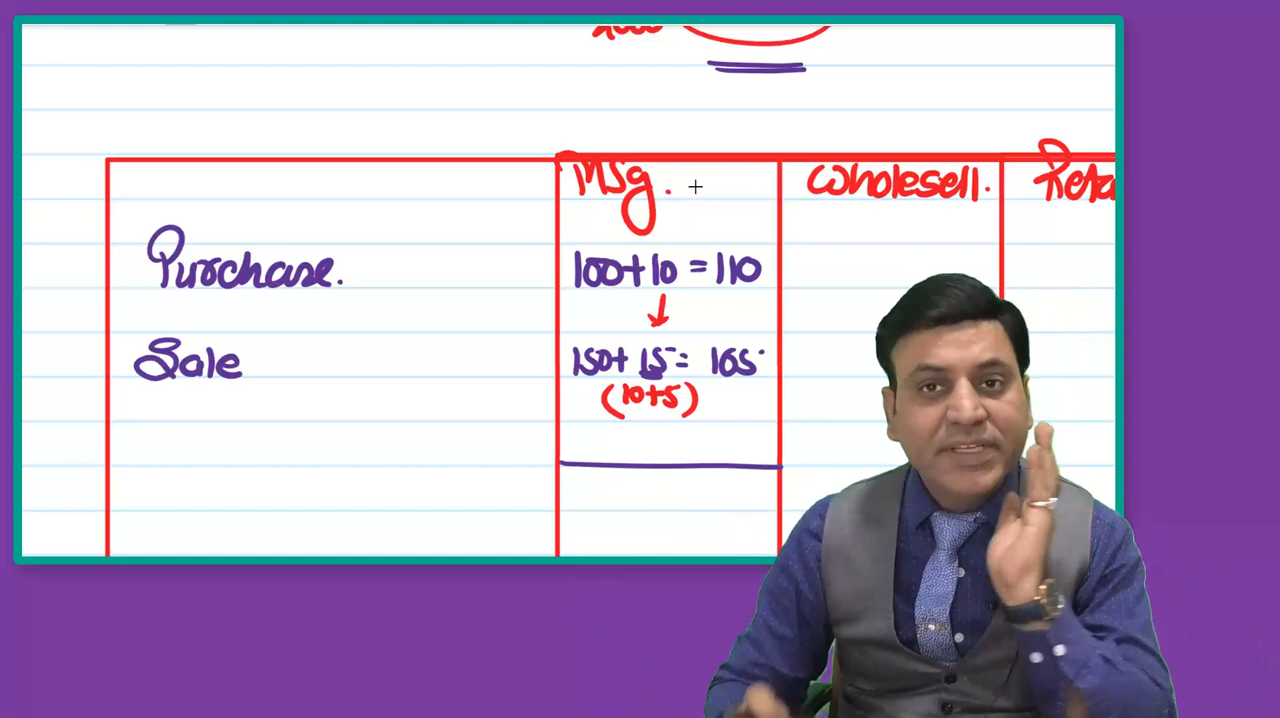 Mfg. Wholesell.
Purchase. 100+10 = 110
Sale 150+ 15 = 165
(10+5)